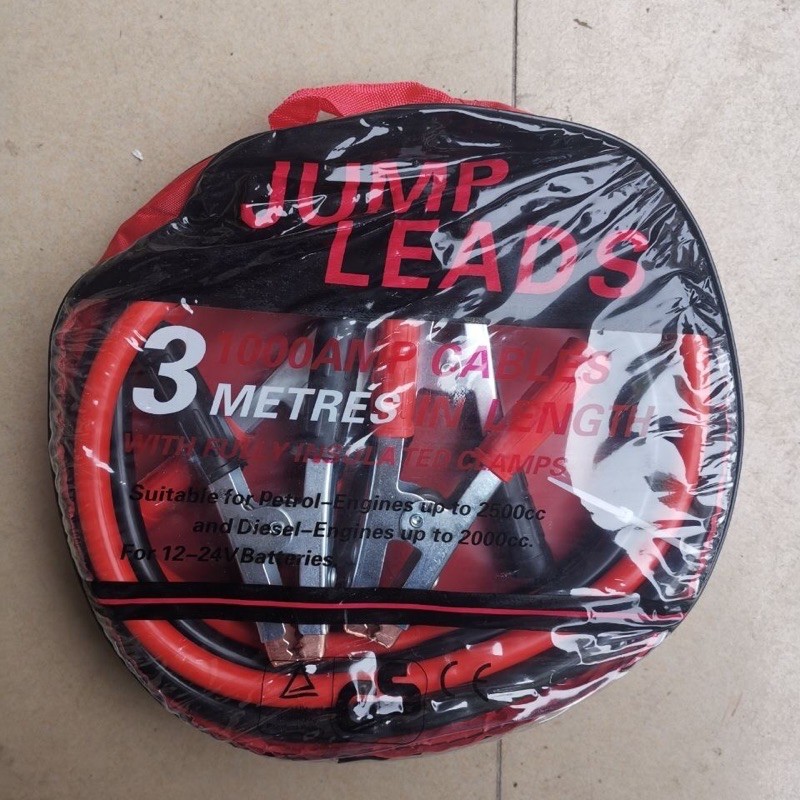 JUMP
LEADS
1000AMP CABLES
3 METRES IN LENGTH
WITH FULLY INSULATED CLAMPS
Suitable for Petrol-Engines up to 2500cc
and Diesel-Engines up to 2000cc.
For 12-24V Batteries.
GS CE